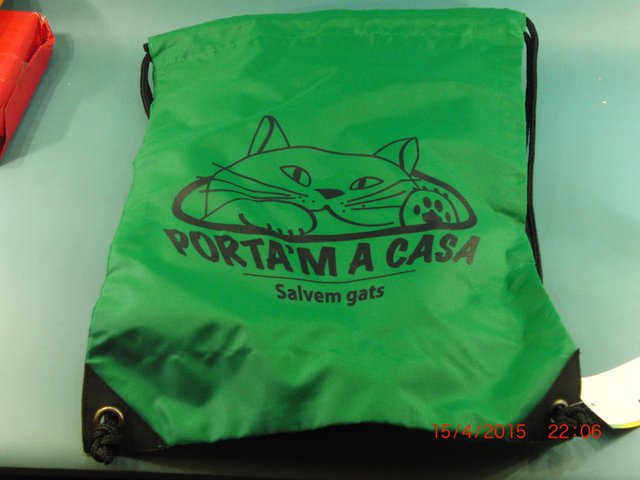 PORTA'M A CASA
Salvem gats
15/4/2015 22:06